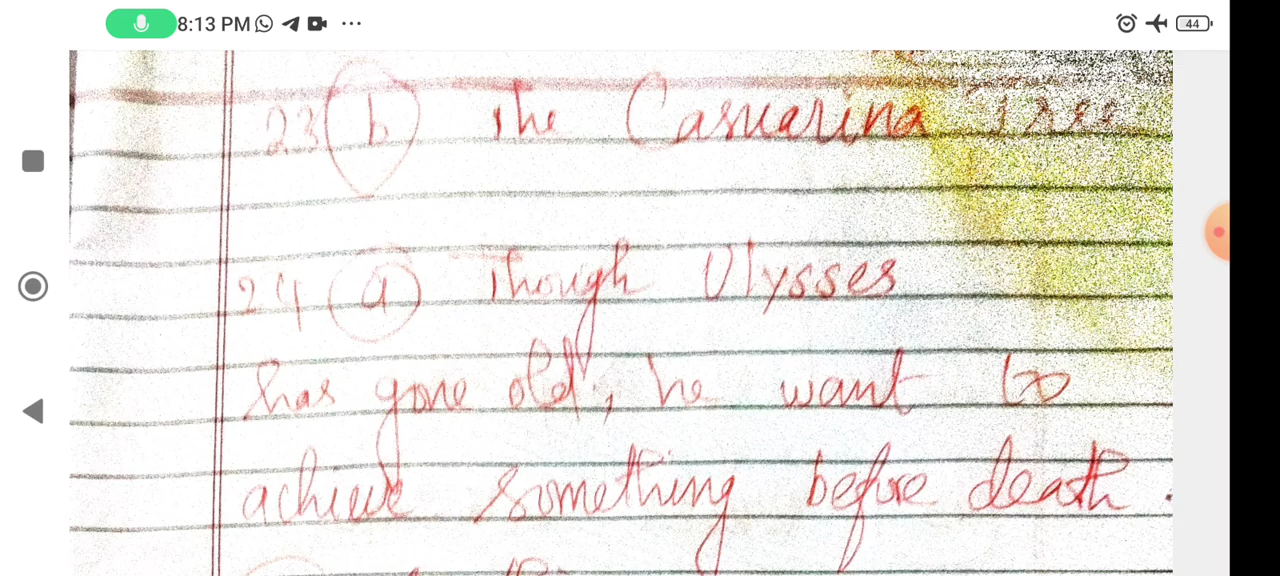 8:13 PM
44
23 (b) The Casuarina Tree
24 (a) Though Ulysses
has gone old, he want to
achieve something before death.